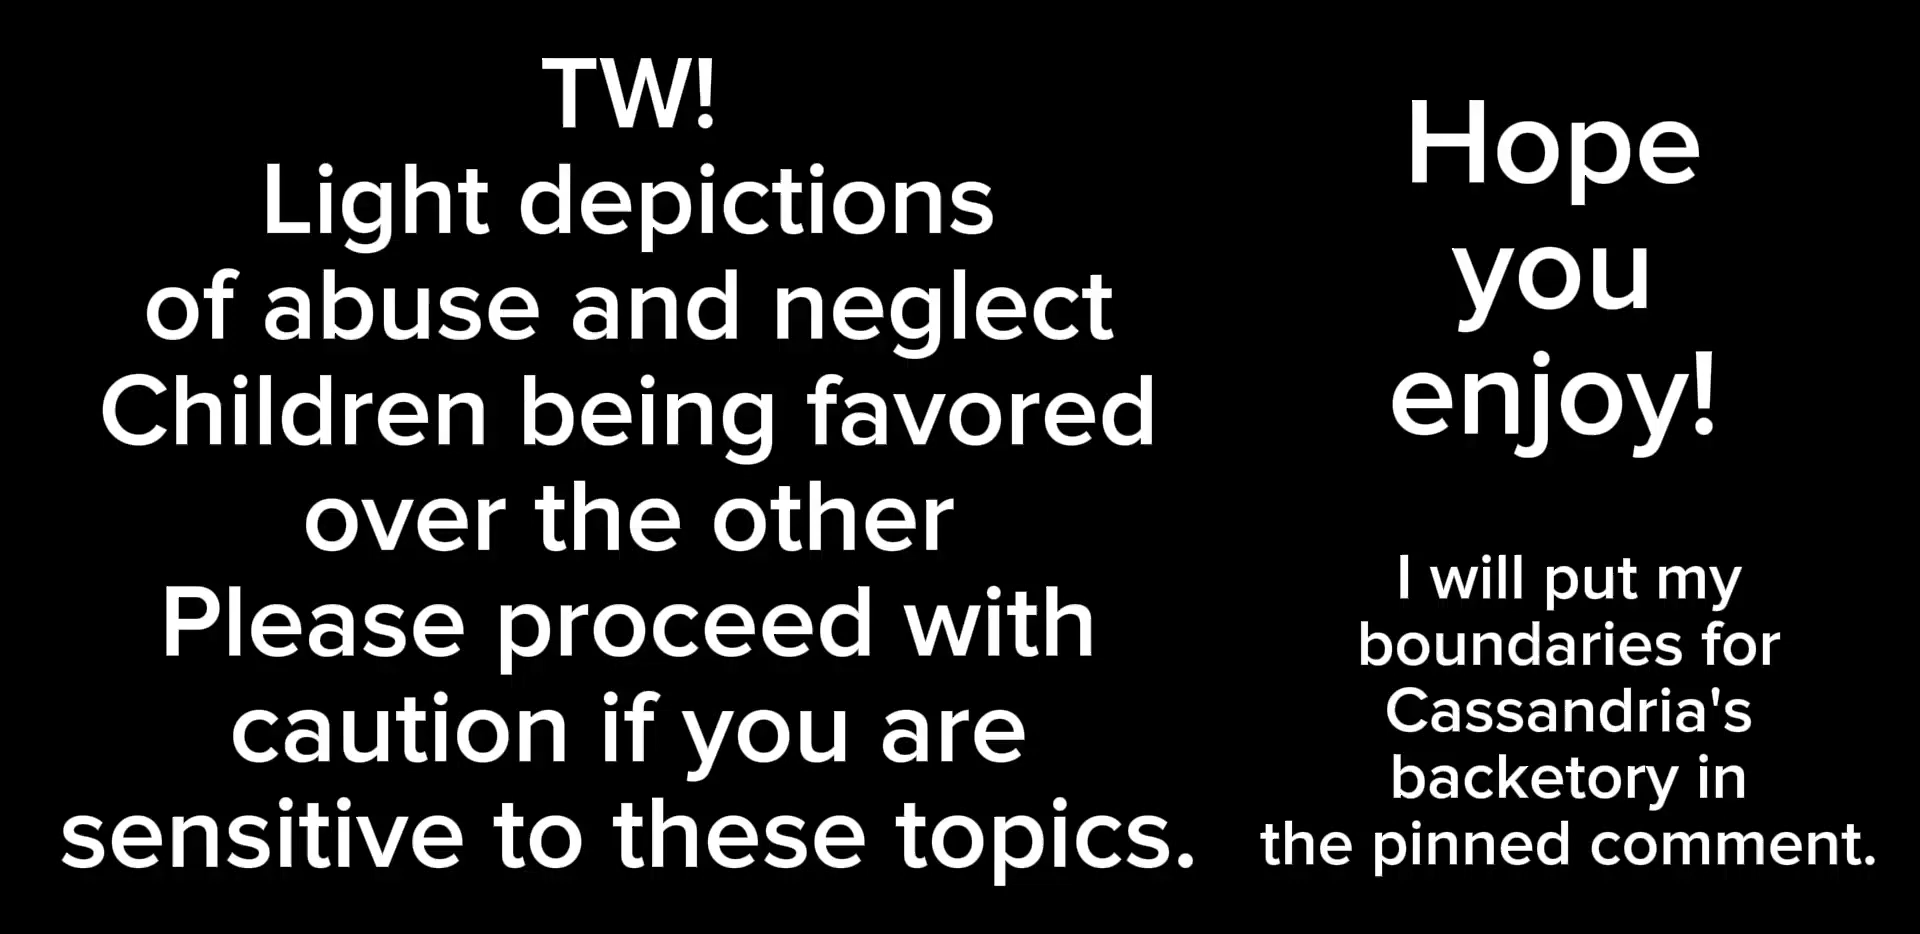 TW!
Light depictions
of abuse and neglect
Children being favored
over the other
Please proceed with
caution if you are
sensitive to these topics.
Hope
you
enjoy!
I will put my
boundaries for
Cassandria's
backetory in
the pinned comment.